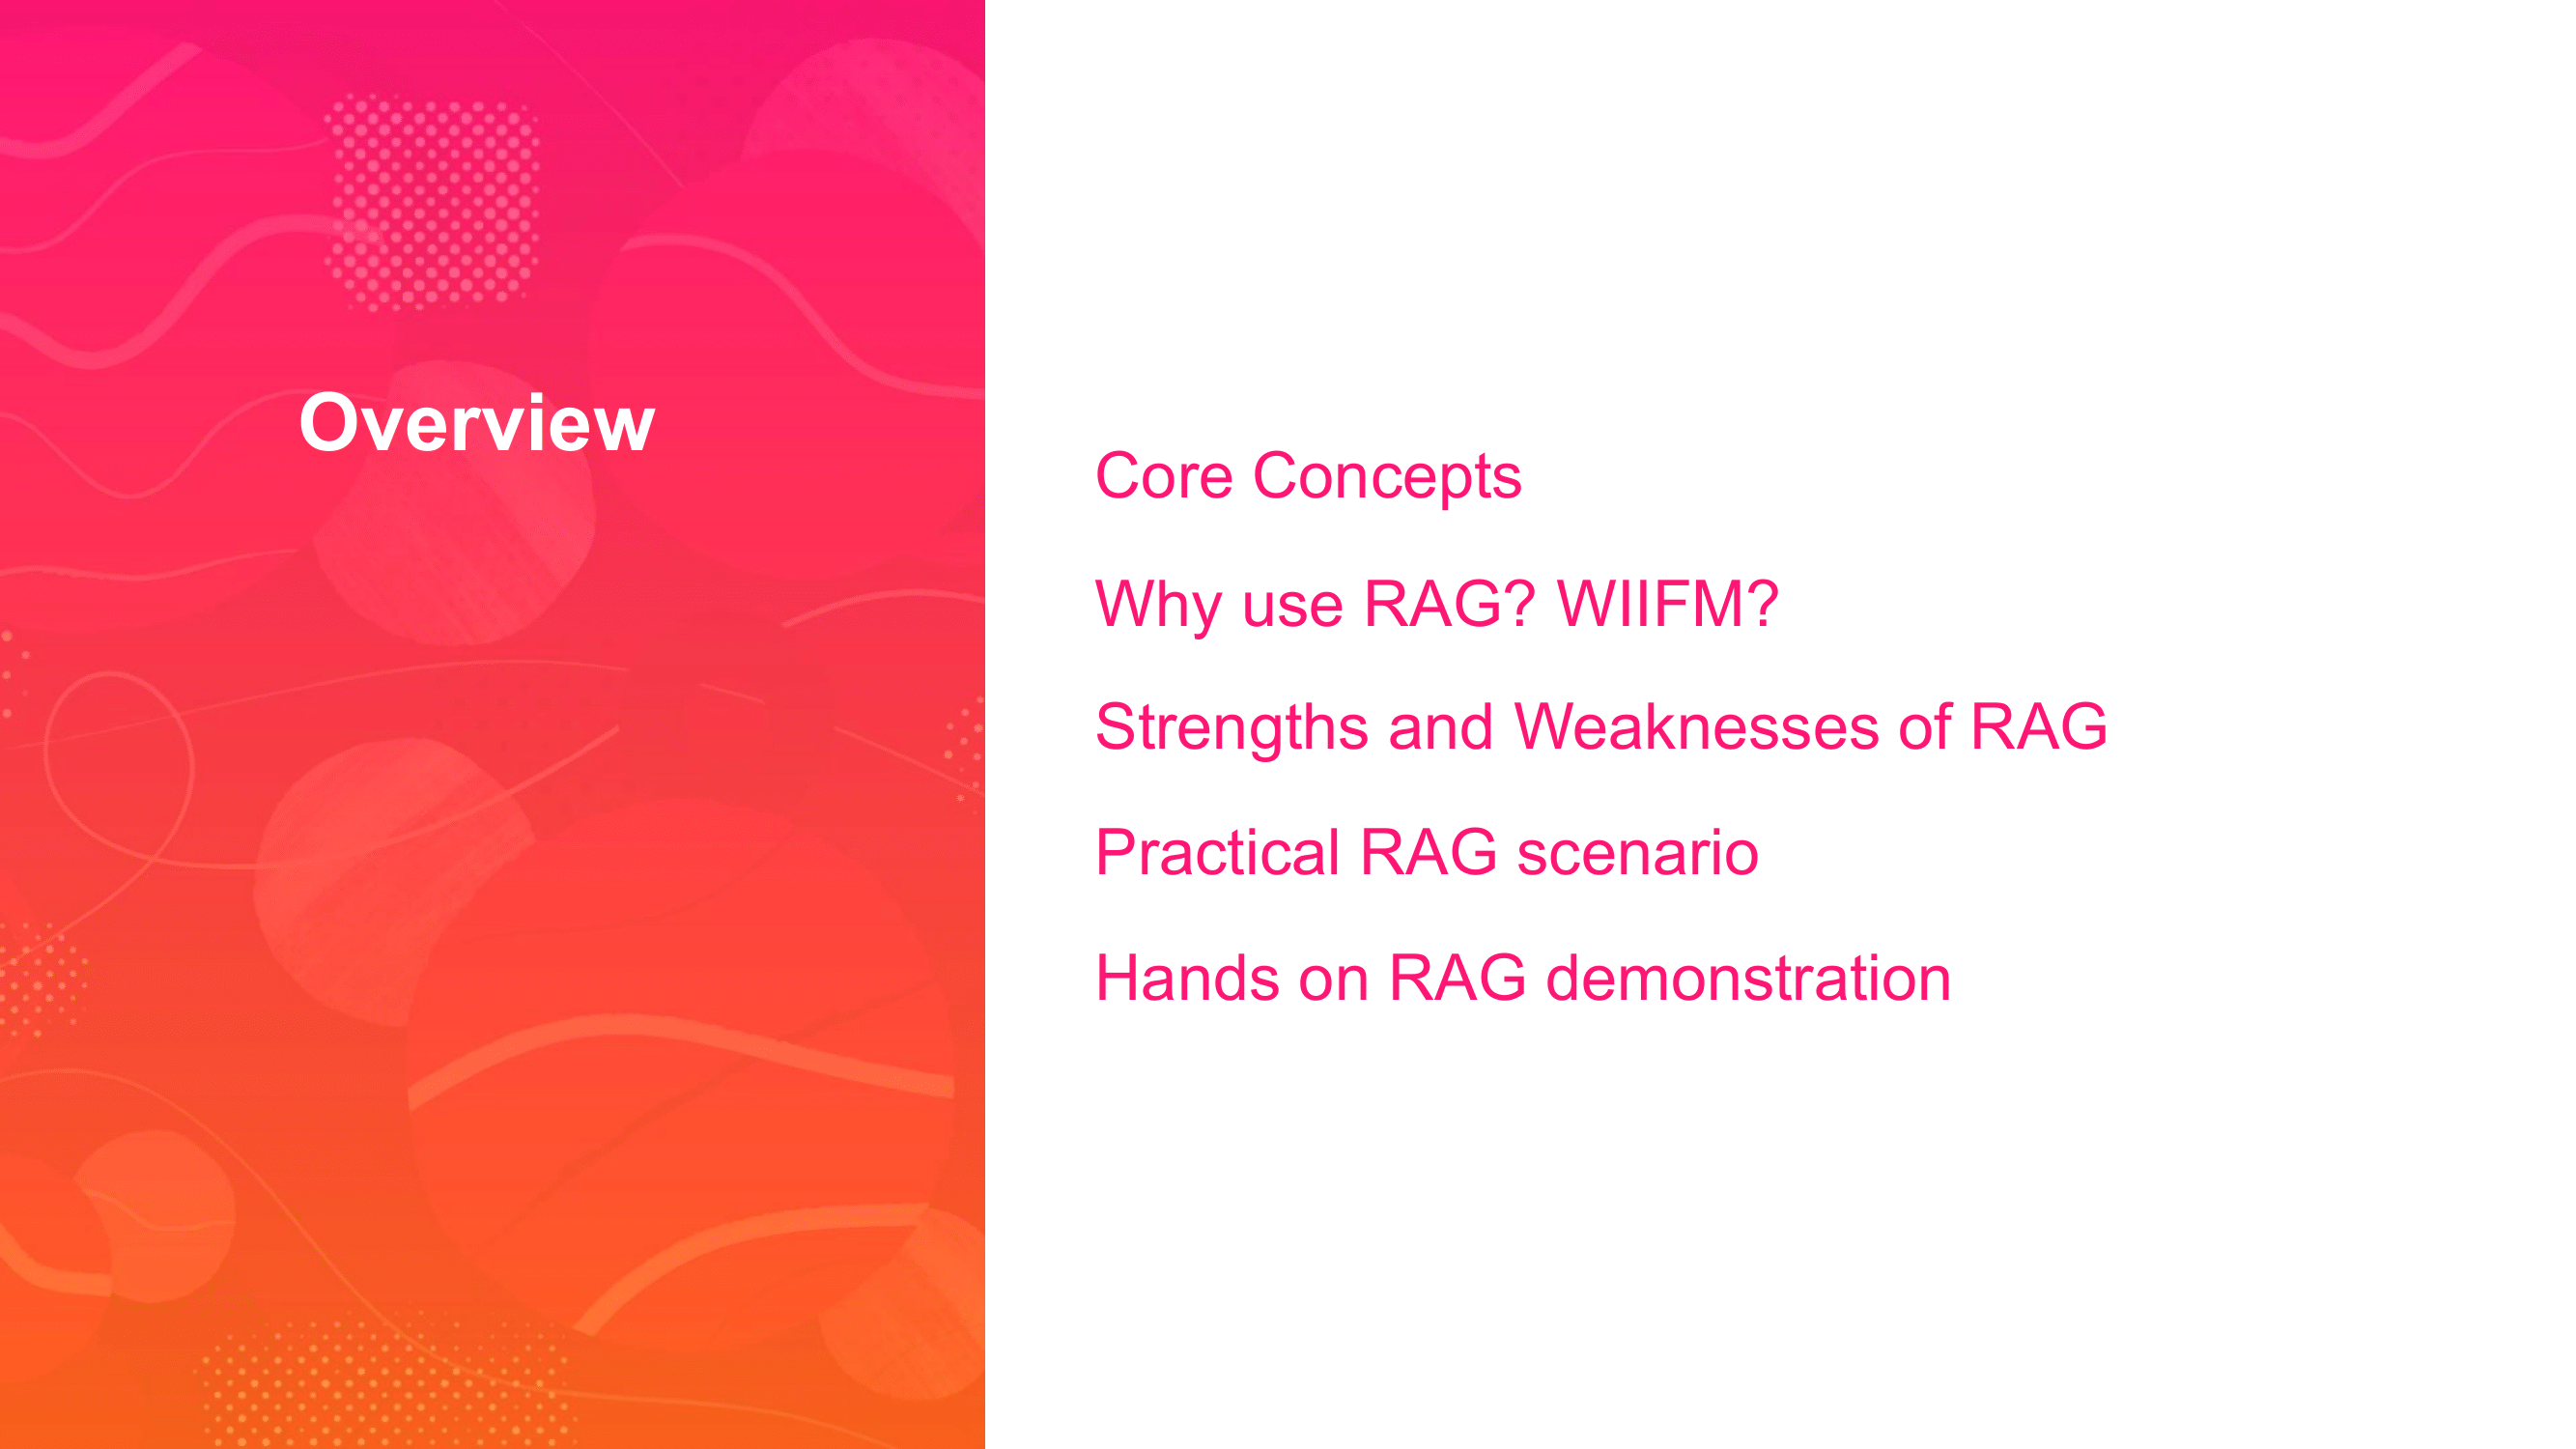 Overview
Core Concepts
Why use RAG? WIIFM?
Strengths and Weaknesses of RAG
Practical RAG scenario
Hands on RAG demonstration